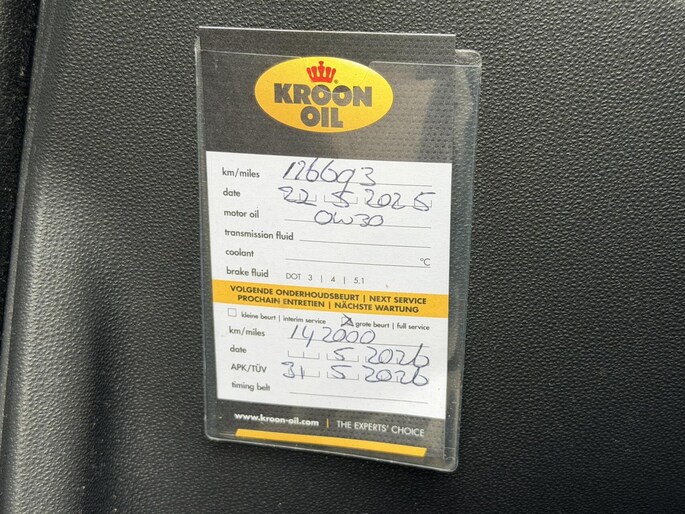 KROON
OIL
km/miles 126693
date 22 5 2025
motor oil 0W30
transmission fluid
coolant °C
brake fluid DOT 3 | 4 | 5.1
VOLGENDE ONDERHOUDSBEURT | NEXT SERVICE
PROCHAIN ENTRETIEN | NÄCHSTE WARTUNG
kleine beurt | interim service grote beurt | full service
km/miles 142000
date 5 2026
APK/TÜV 31 5 2026
timing belt
www.kroon-oil.com | THE EXPERTS' CHOICE